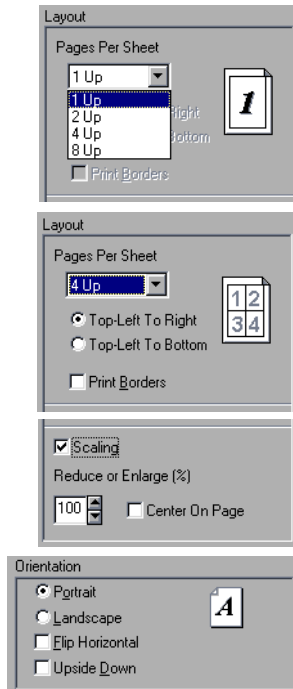 Layout
Pages Per Sheet
1 Up
1 Up
2 Up
4 Up
8 Up
Right
Bottom
Print Borders
1
Layout
Pages Per Sheet
4 Up
Top-Left To Right
Top-Left To Bottom
Print Borders
1 2
3 4
Scaling
Reduce or Enlarge (%)
100 Center On Page
Orientation
Portrait
Landscape
Flip Horizontal
Upside Down
A